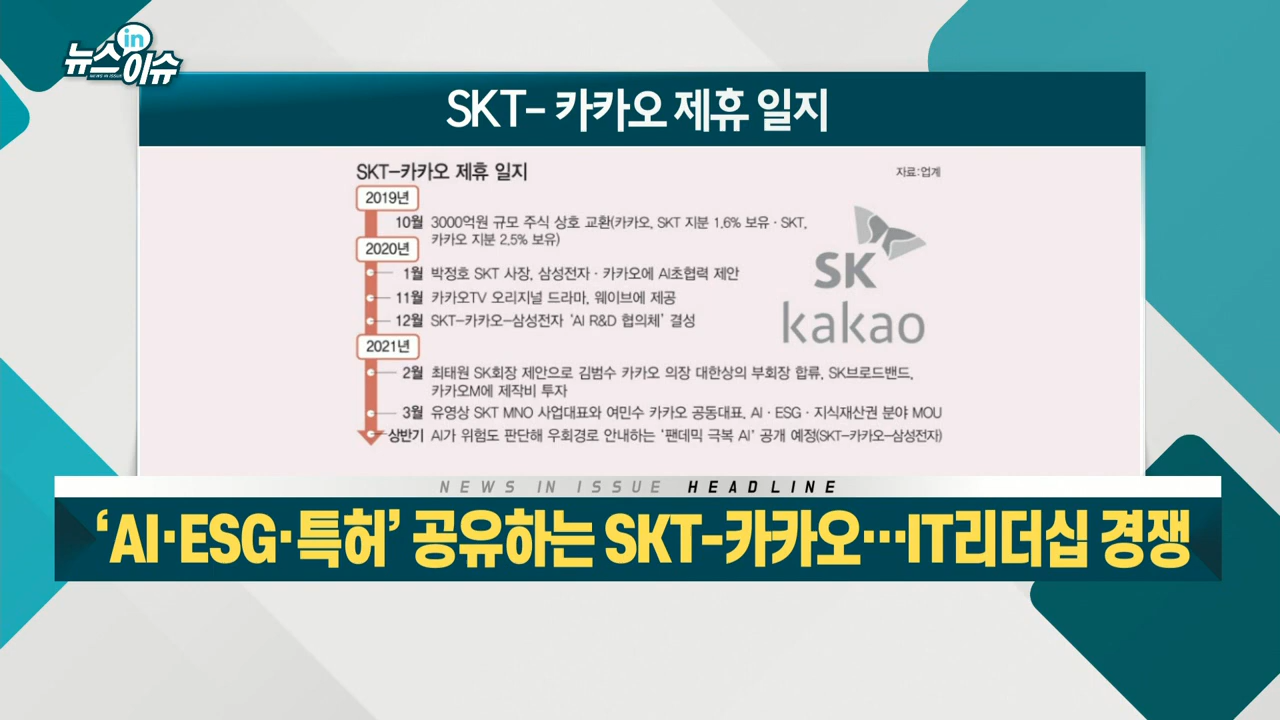 뉴스in이슈
NEWS IN ISSUE
SKT- 카카오 제휴 일지
SKT-카카오 제휴 일지
자료:업계
2019년
10월 3000억원 규모 주식 상호 교환(카카오, SKT 지분 1.6% 보유 · SKT,
카카오 지분 2.5% 보유)
2020년
1월 박정호 SKT 사장, 삼성전자 · 카카오에 AI초협력 제안
11월 카카오TV 오리지널 드라마, 웨이브에 제공
12월 SKT-카카오-삼성전자 ‘AI R&D 협의체’ 결성
2021년
2월 최태원 SK회장 제안으로 김범수 카카오 의장 대한상의 부회장 합류, SK브로드밴드,
카카오M에 제작비 투자
3월 유영상 SKT MNO 사업대표와 여민수 카카오 공동대표, AI · ESG · 지식재산권 분야 MOU
상반기 AI가 위험도 판단해 우회경로 안내하는 ‘팬데믹 극복 AI’ 공개 예정(SKT-카카오-삼성전자)
SK
kakao
NEWS IN ISSUE HEADLINE
‘AI·ESG·특허’ 공유하는 SKT-카카오…IT리더십 경쟁